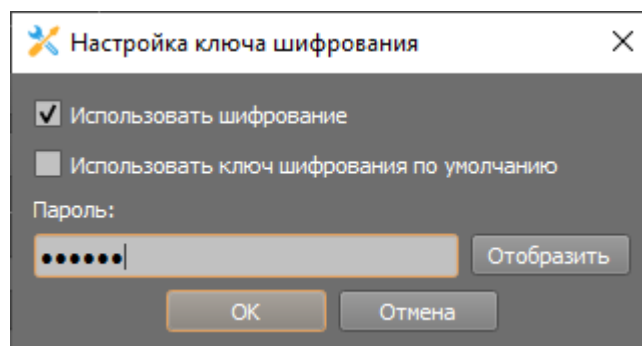 Настройка ключа шифрования
Использовать шифрование
Использовать ключ шифрования по умолчанию
Пароль:
●●●●●●
Отобразить
OK
Отмена